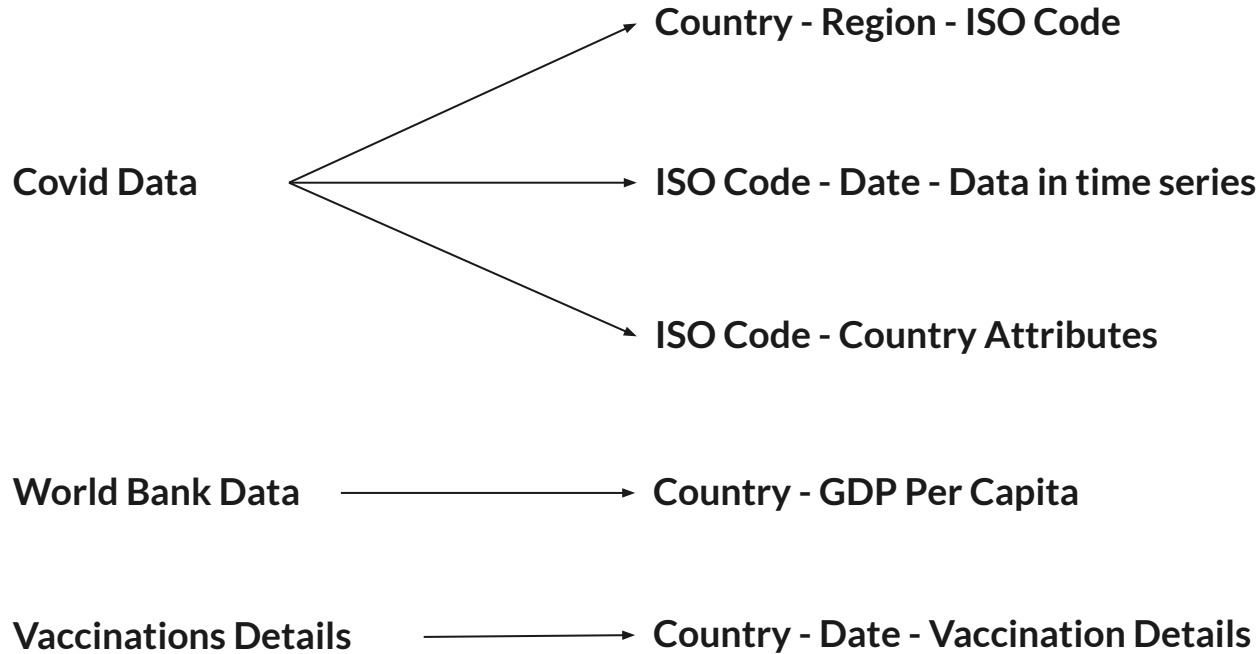 Country - Region - ISO Code
Covid Data
ISO Code - Date - Data in time series
ISO Code - Country Attributes
World Bank Data
Country - GDP Per Capita
Vaccinations Details
Country - Date - Vaccination Details